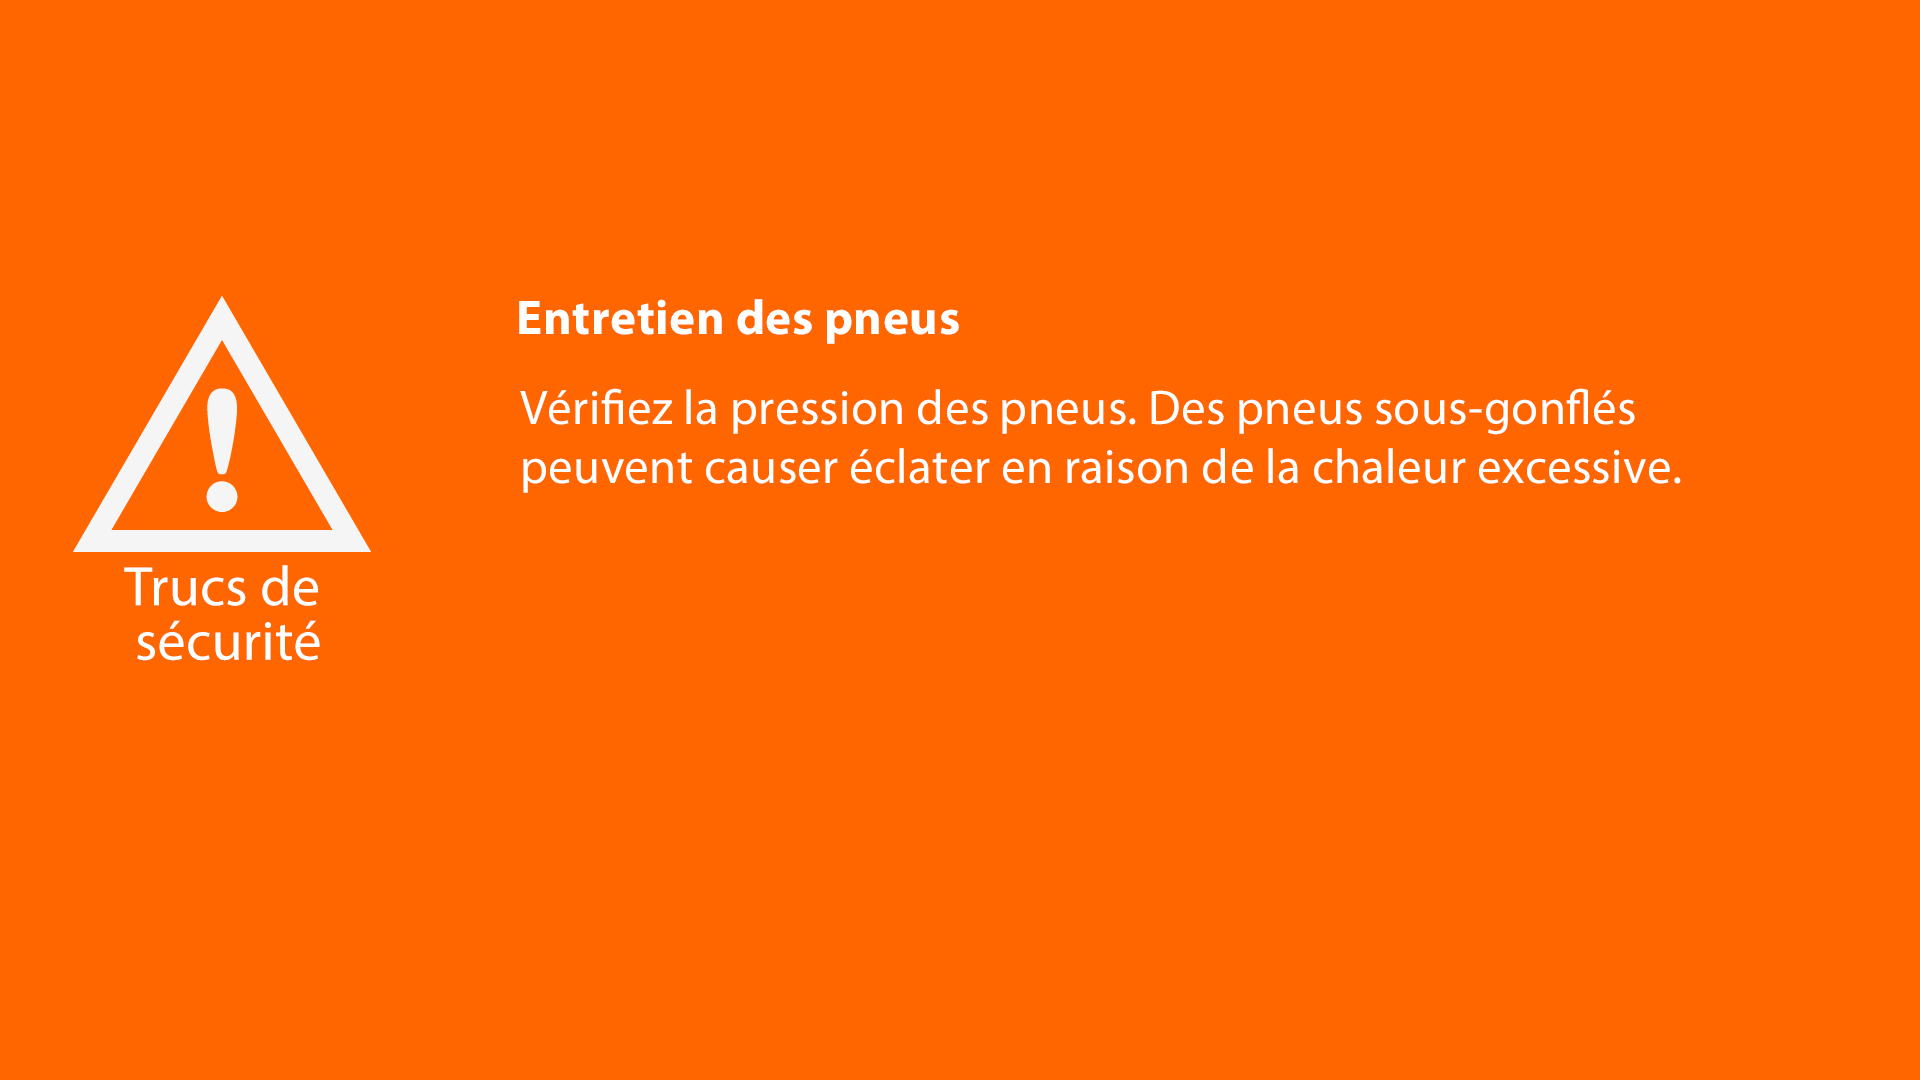 Entretien des pneus
Vérifiez la pression des pneus. Des pneus sous-gonflés
peuvent causer éclater en raison de la chaleur excessive.
Trucs de
sécurité